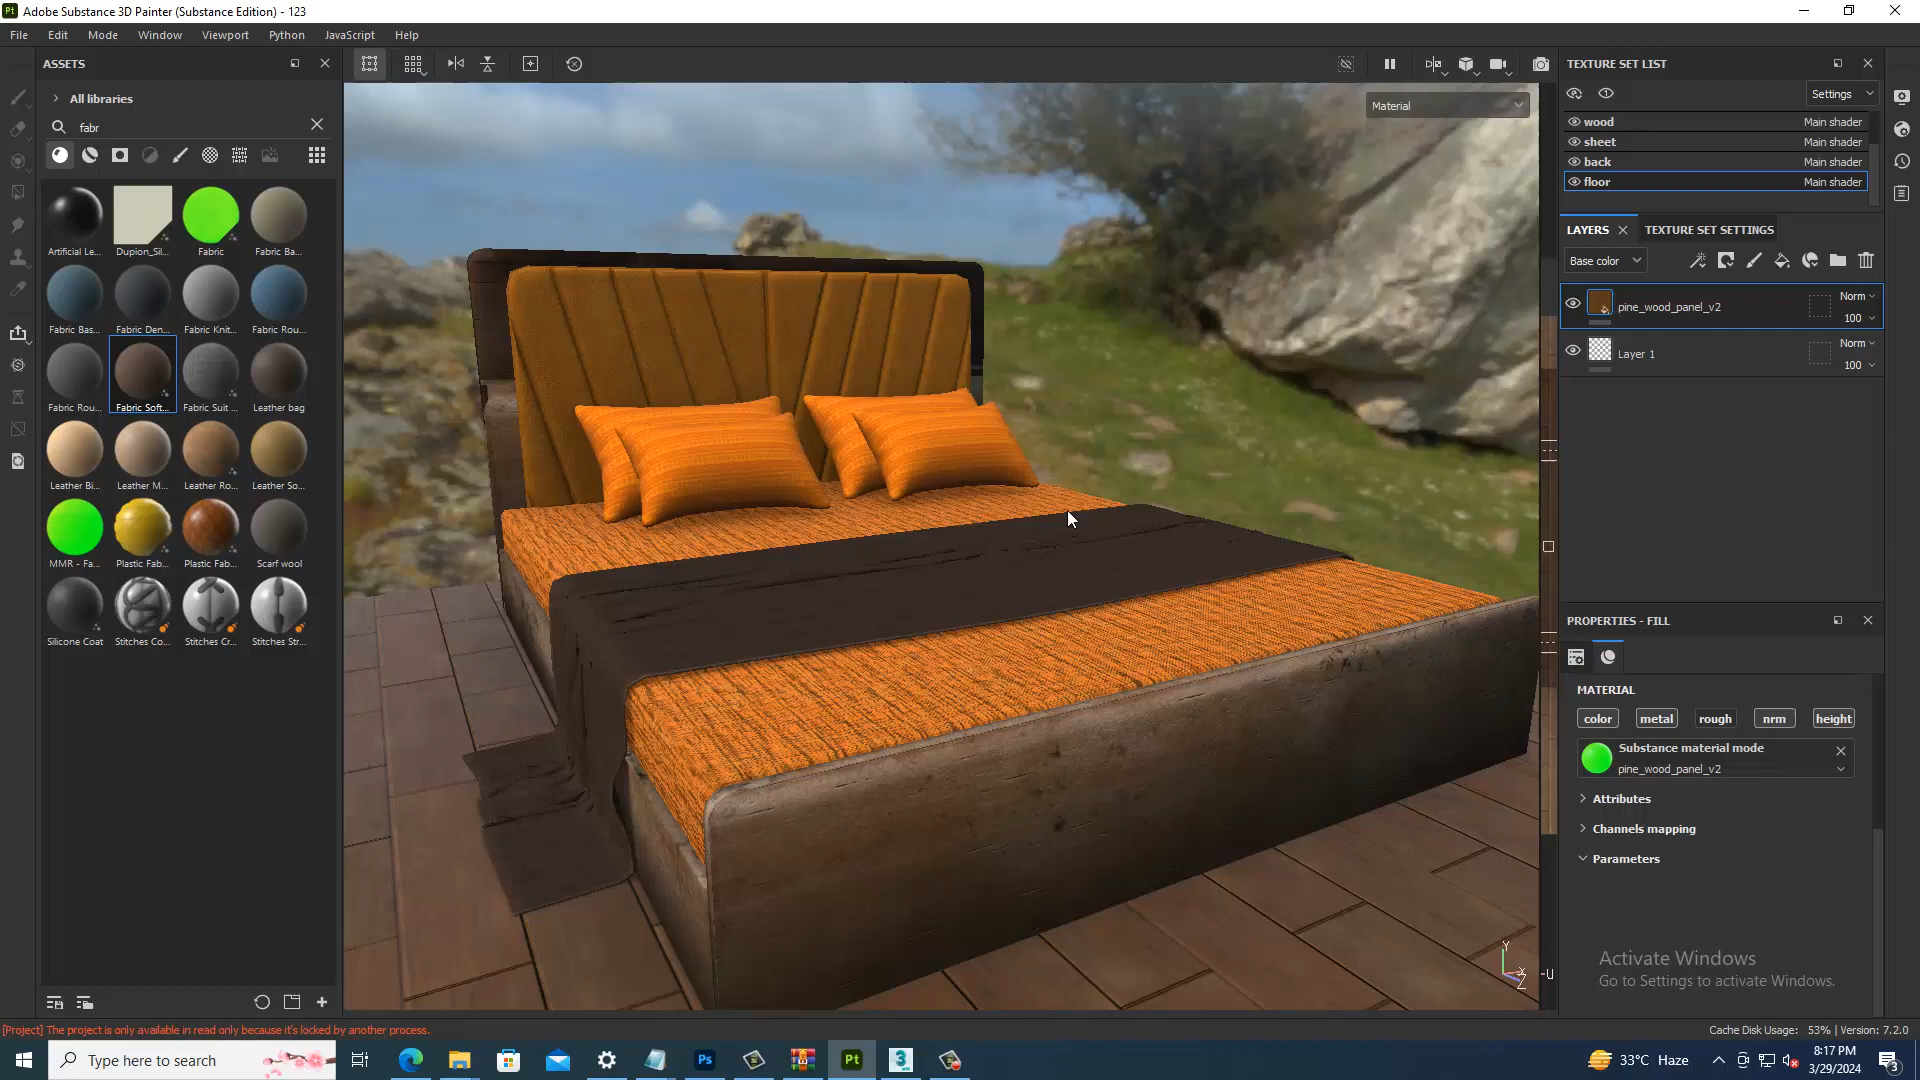 Adobe Substance 3D Painter (Substance Edition) - 123
File Edit Mode Window Viewport Python JavaScript Help
ASSETS
All libraries
fabr
Artificial Le...
Dupion_Sil...
Fabric
Fabric Ba...
Fabric Bas...
Fabric Den...
Fabric Knit...
Fabric Rou...
Fabric Rou...
Fabric Soft...
Fabric Suit ...
Leather bag
Leather Bi...
Leather M...
Leather Ro...
Leather So...
MMR - Fa...
Plastic Fab...
Plastic Fab...
Scarf wool
Silicone Coat
Stitches Co...
Stitches Cr...
Stitches Str...
Material
Y
X
Z
-U
TEXTURE SET LIST
Settings
wood Main shader
sheet Main shader
back Main shader
floor Main shader
LAYERS
TEXTURE SET SETTINGS
Base color
pine_wood_panel_v2
Norm
100
Layer 1
Norm
100
PROPERTIES - FILL
MATERIAL
color metal rough nrm height
Substance material mode
pine_wood_panel_v2
Attributes
Channels mapping
Parameters
Activate Windows
Go to Settings to activate Windows.
[Project] The project is only available in read only because it's locked by another process.
Cache Disk Usage: 53% | Version: 7.2.0
Type here to search
Ps
Pt
3
33°C Haze
8:17 PM
3/29/2024
3